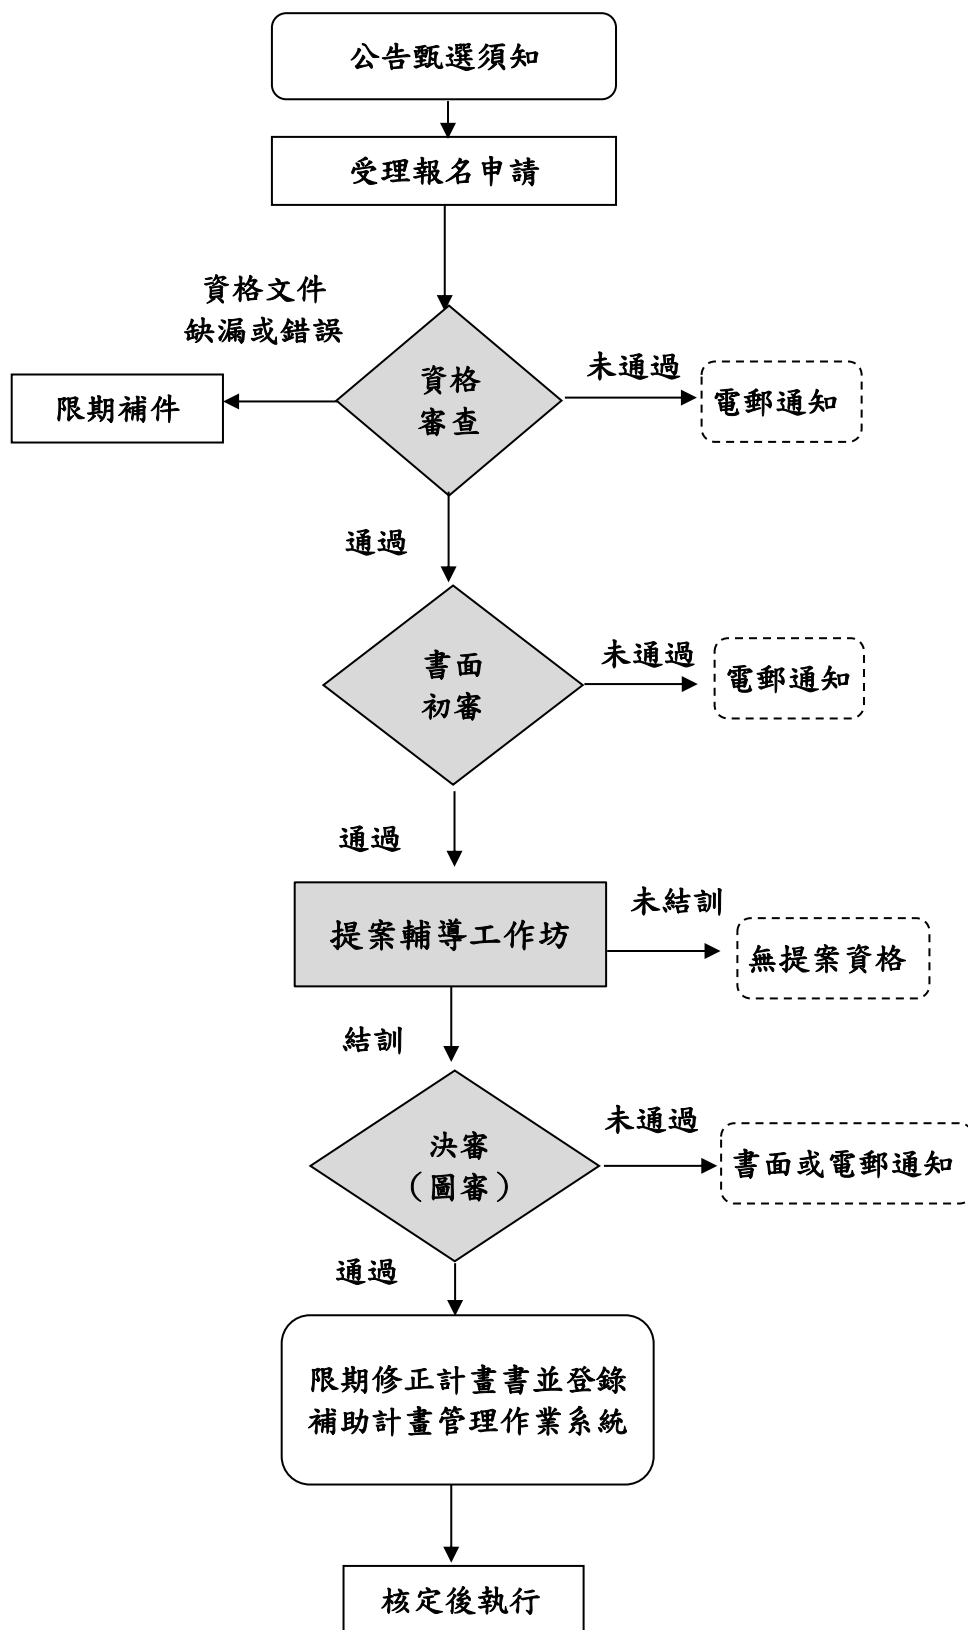 公告甄選須知
受理報名申請
資格文件
缺漏或錯誤
限期補件
資格
審查
未通過
電郵通知
通過
書面
初審
未通過
電郵通知
通過
提案輔導工作坊
未結訓
無提案資格
結訓
決審
（圖審）
未通過
書面或電郵通知
通過
限期修正計畫書並登錄
補助計畫管理作業系統
核定後執行